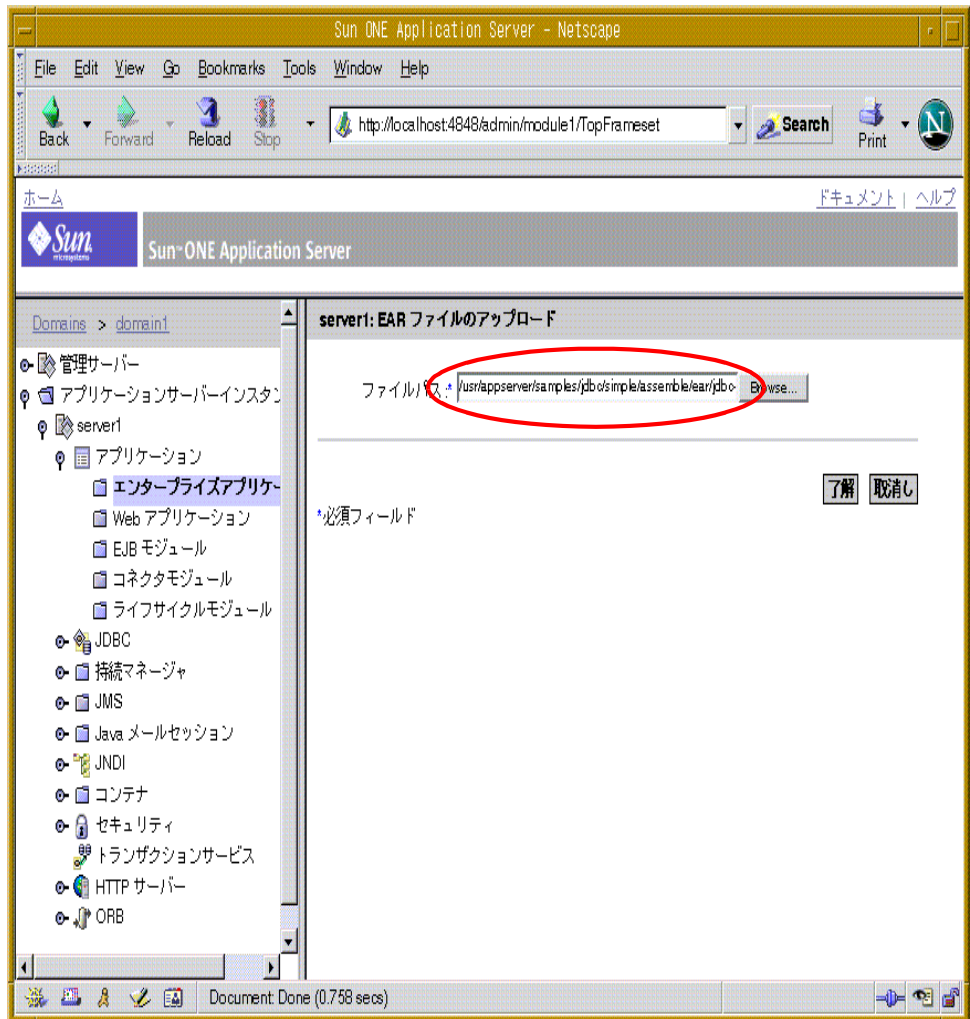 Sun ONE Application Server - Netscape
File Edit View Go Bookmarks Tools Window Help
Back Forward Reload Stop http://localhost:4848/admin/module1/TopFrameset Search Print N
ホーム ドキュメント | ヘルプ
Sun microsystems Sun™ ONE Application Server
Domains > domain1
管理サーバー
アプリケーションサーバーインスタン
server1
アプリケーション
エンタープライズアプリケー
Web アプリケーション
EJB モジュール
コネクタモジュール
ライフサイクルモジュール
JDBC
持続マネージャ
JMS
Java メールセッション
JNDI
コンテナ
セキュリティ
トランザクションサービス
HTTP サーバー
ORB
server1: EAR ファイルのアップロード
ファイルパス:* /usr/appserver/samples/jdbc/simple/assemble/ear/jdbc- Browse...
了解 取消し
*必須フィールド
Document: Done (0.758 secs)